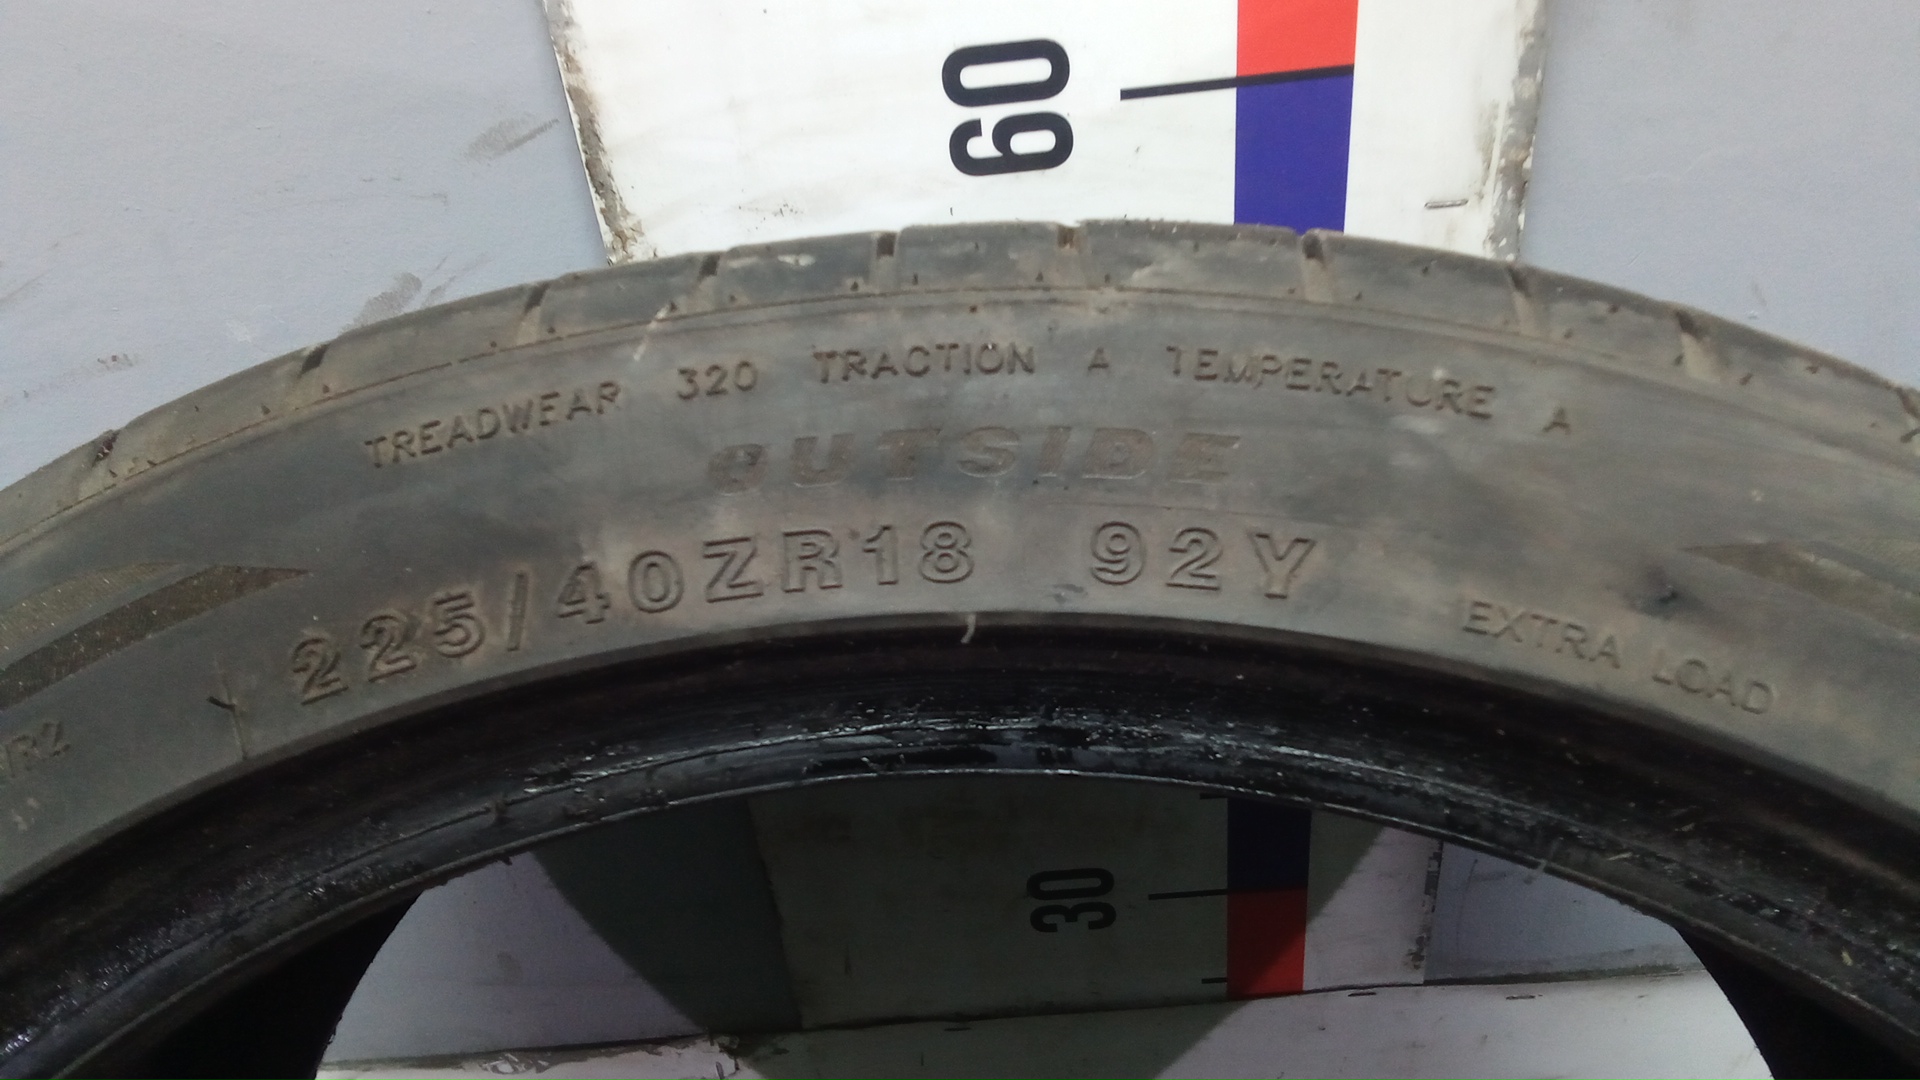 60
TREADWEAR 320 TRACTION A TEMPERATURE A
OUTSIDE
225/40ZR18 92Y
EXTRA LOAD
30